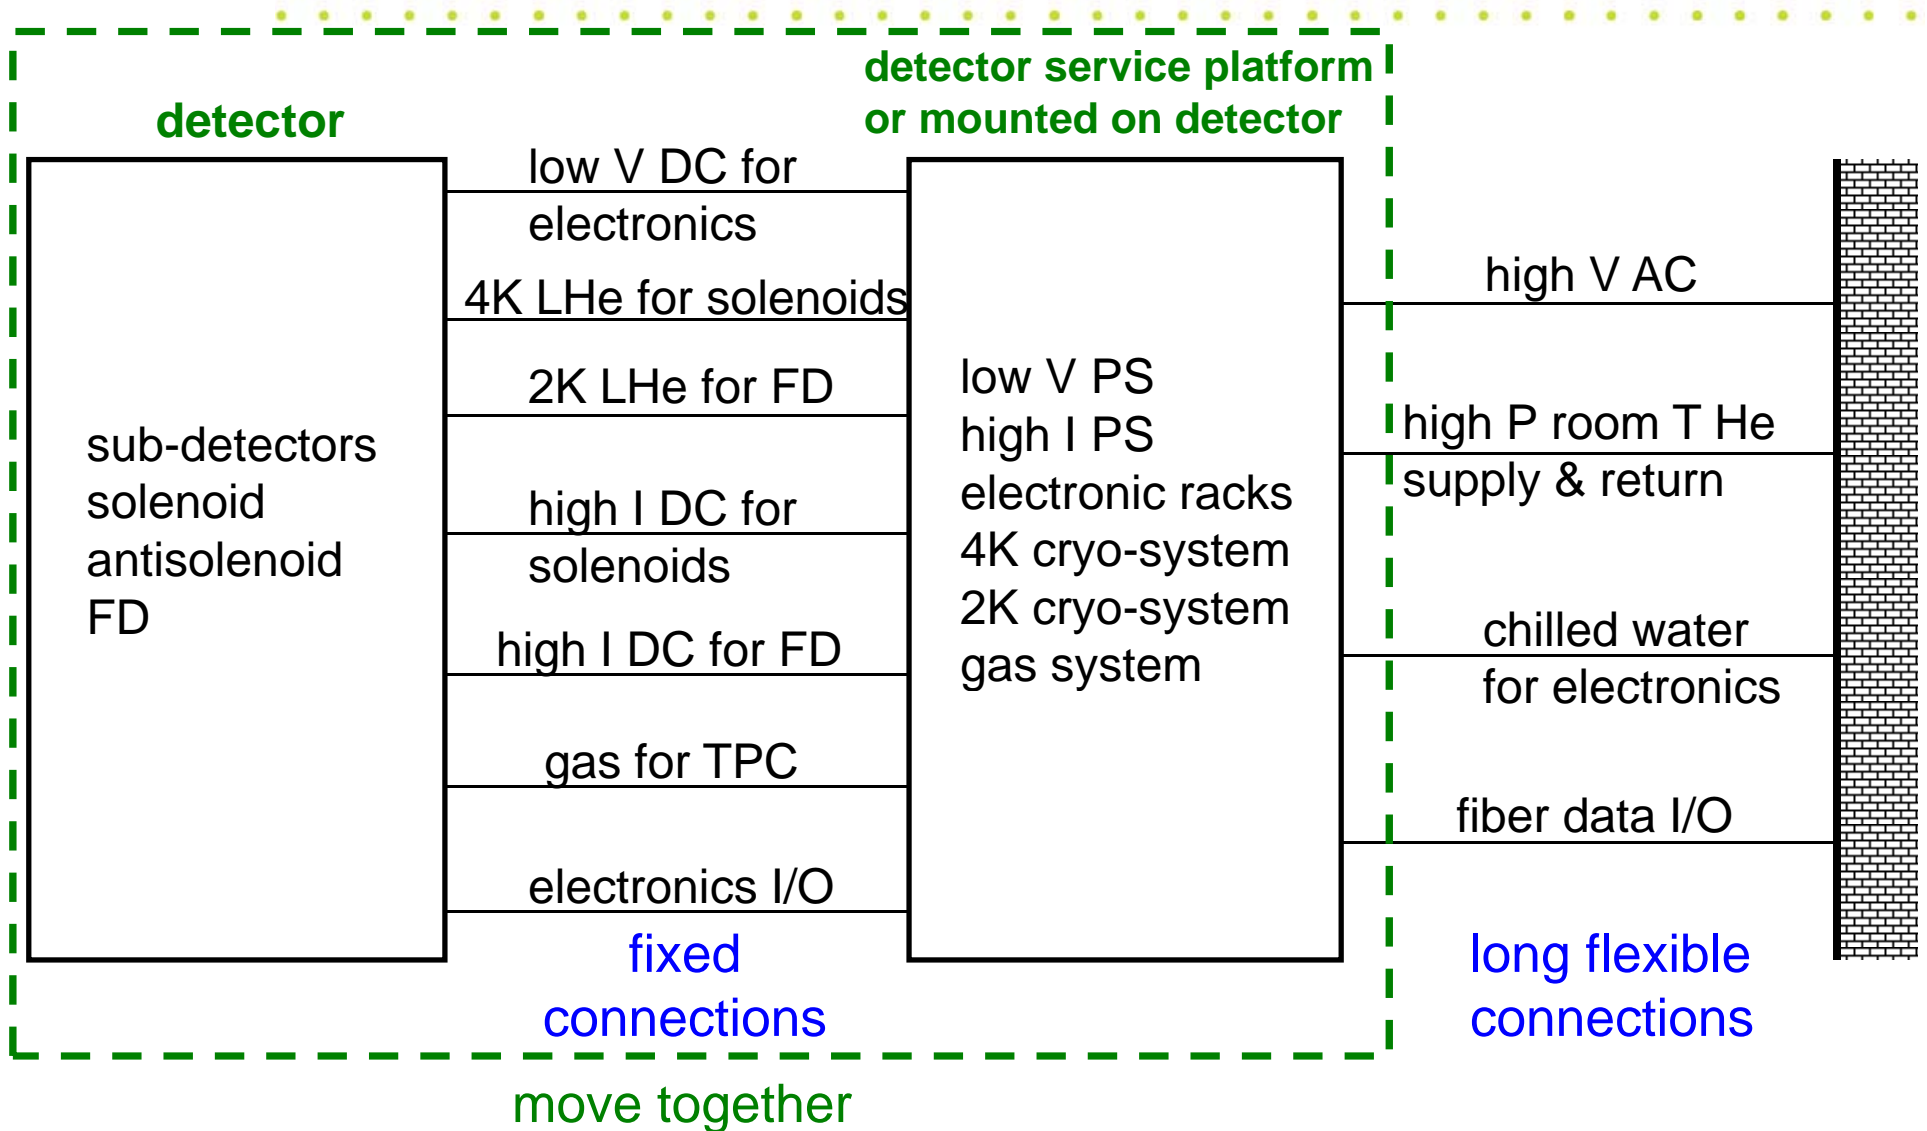 detector service platform
or mounted on detector
detector
low V DC for
electronics
4K LHe for solenoids
2K LHe for FD
high I DC for
solenoids
high I DC for FD
gas for TPC
electronics I/O
fixed
connections
sub-detectors
solenoid
antisolenoid
FD
low V PS
high I PS
electronic racks
4K cryo-system
2K cryo-system
gas system
high V AC
high P room T He
supply & return
chilled water
for electronics
fiber data I/O
long flexible
connections
move together